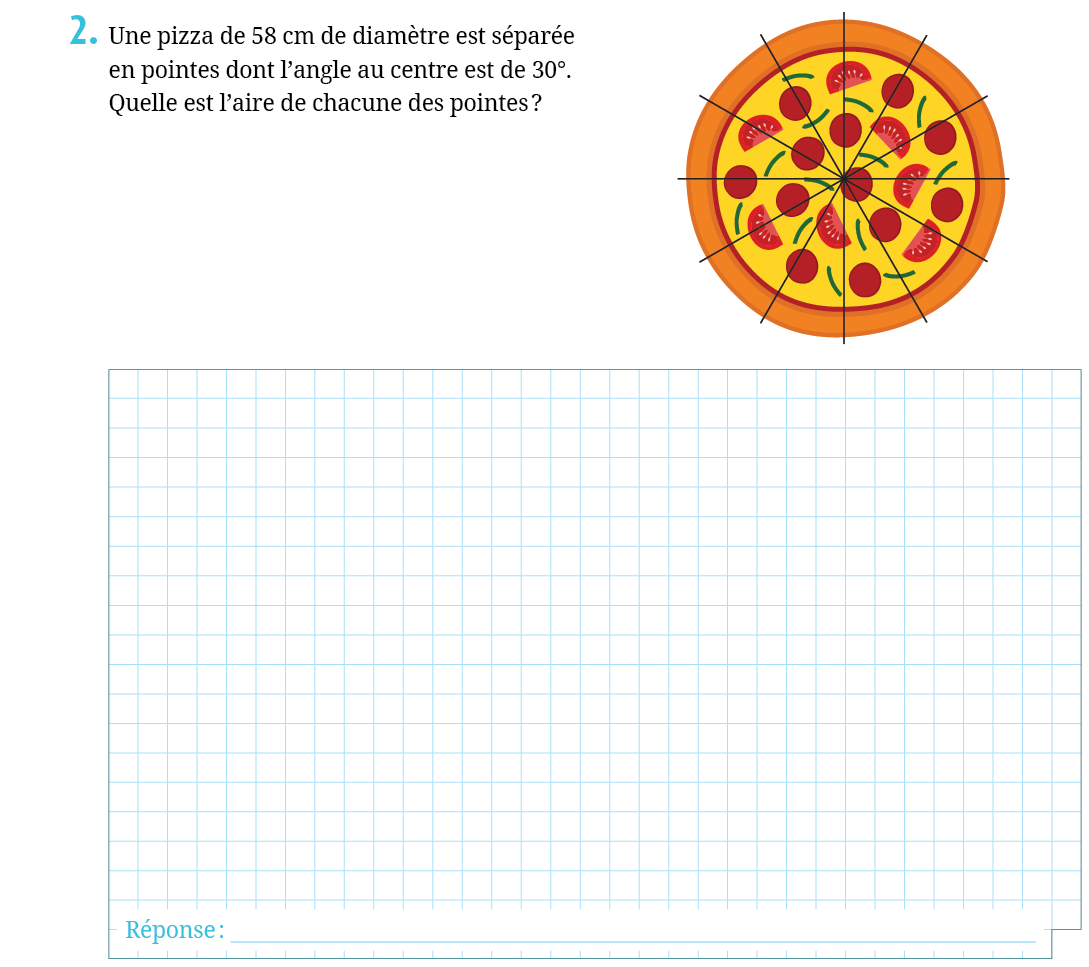 2. Une pizza de 58 cm de diamètre est séparée
en pointes dont l’angle au centre est de 30°.
Quelle est l’aire de chacune des pointes ?
Réponse :